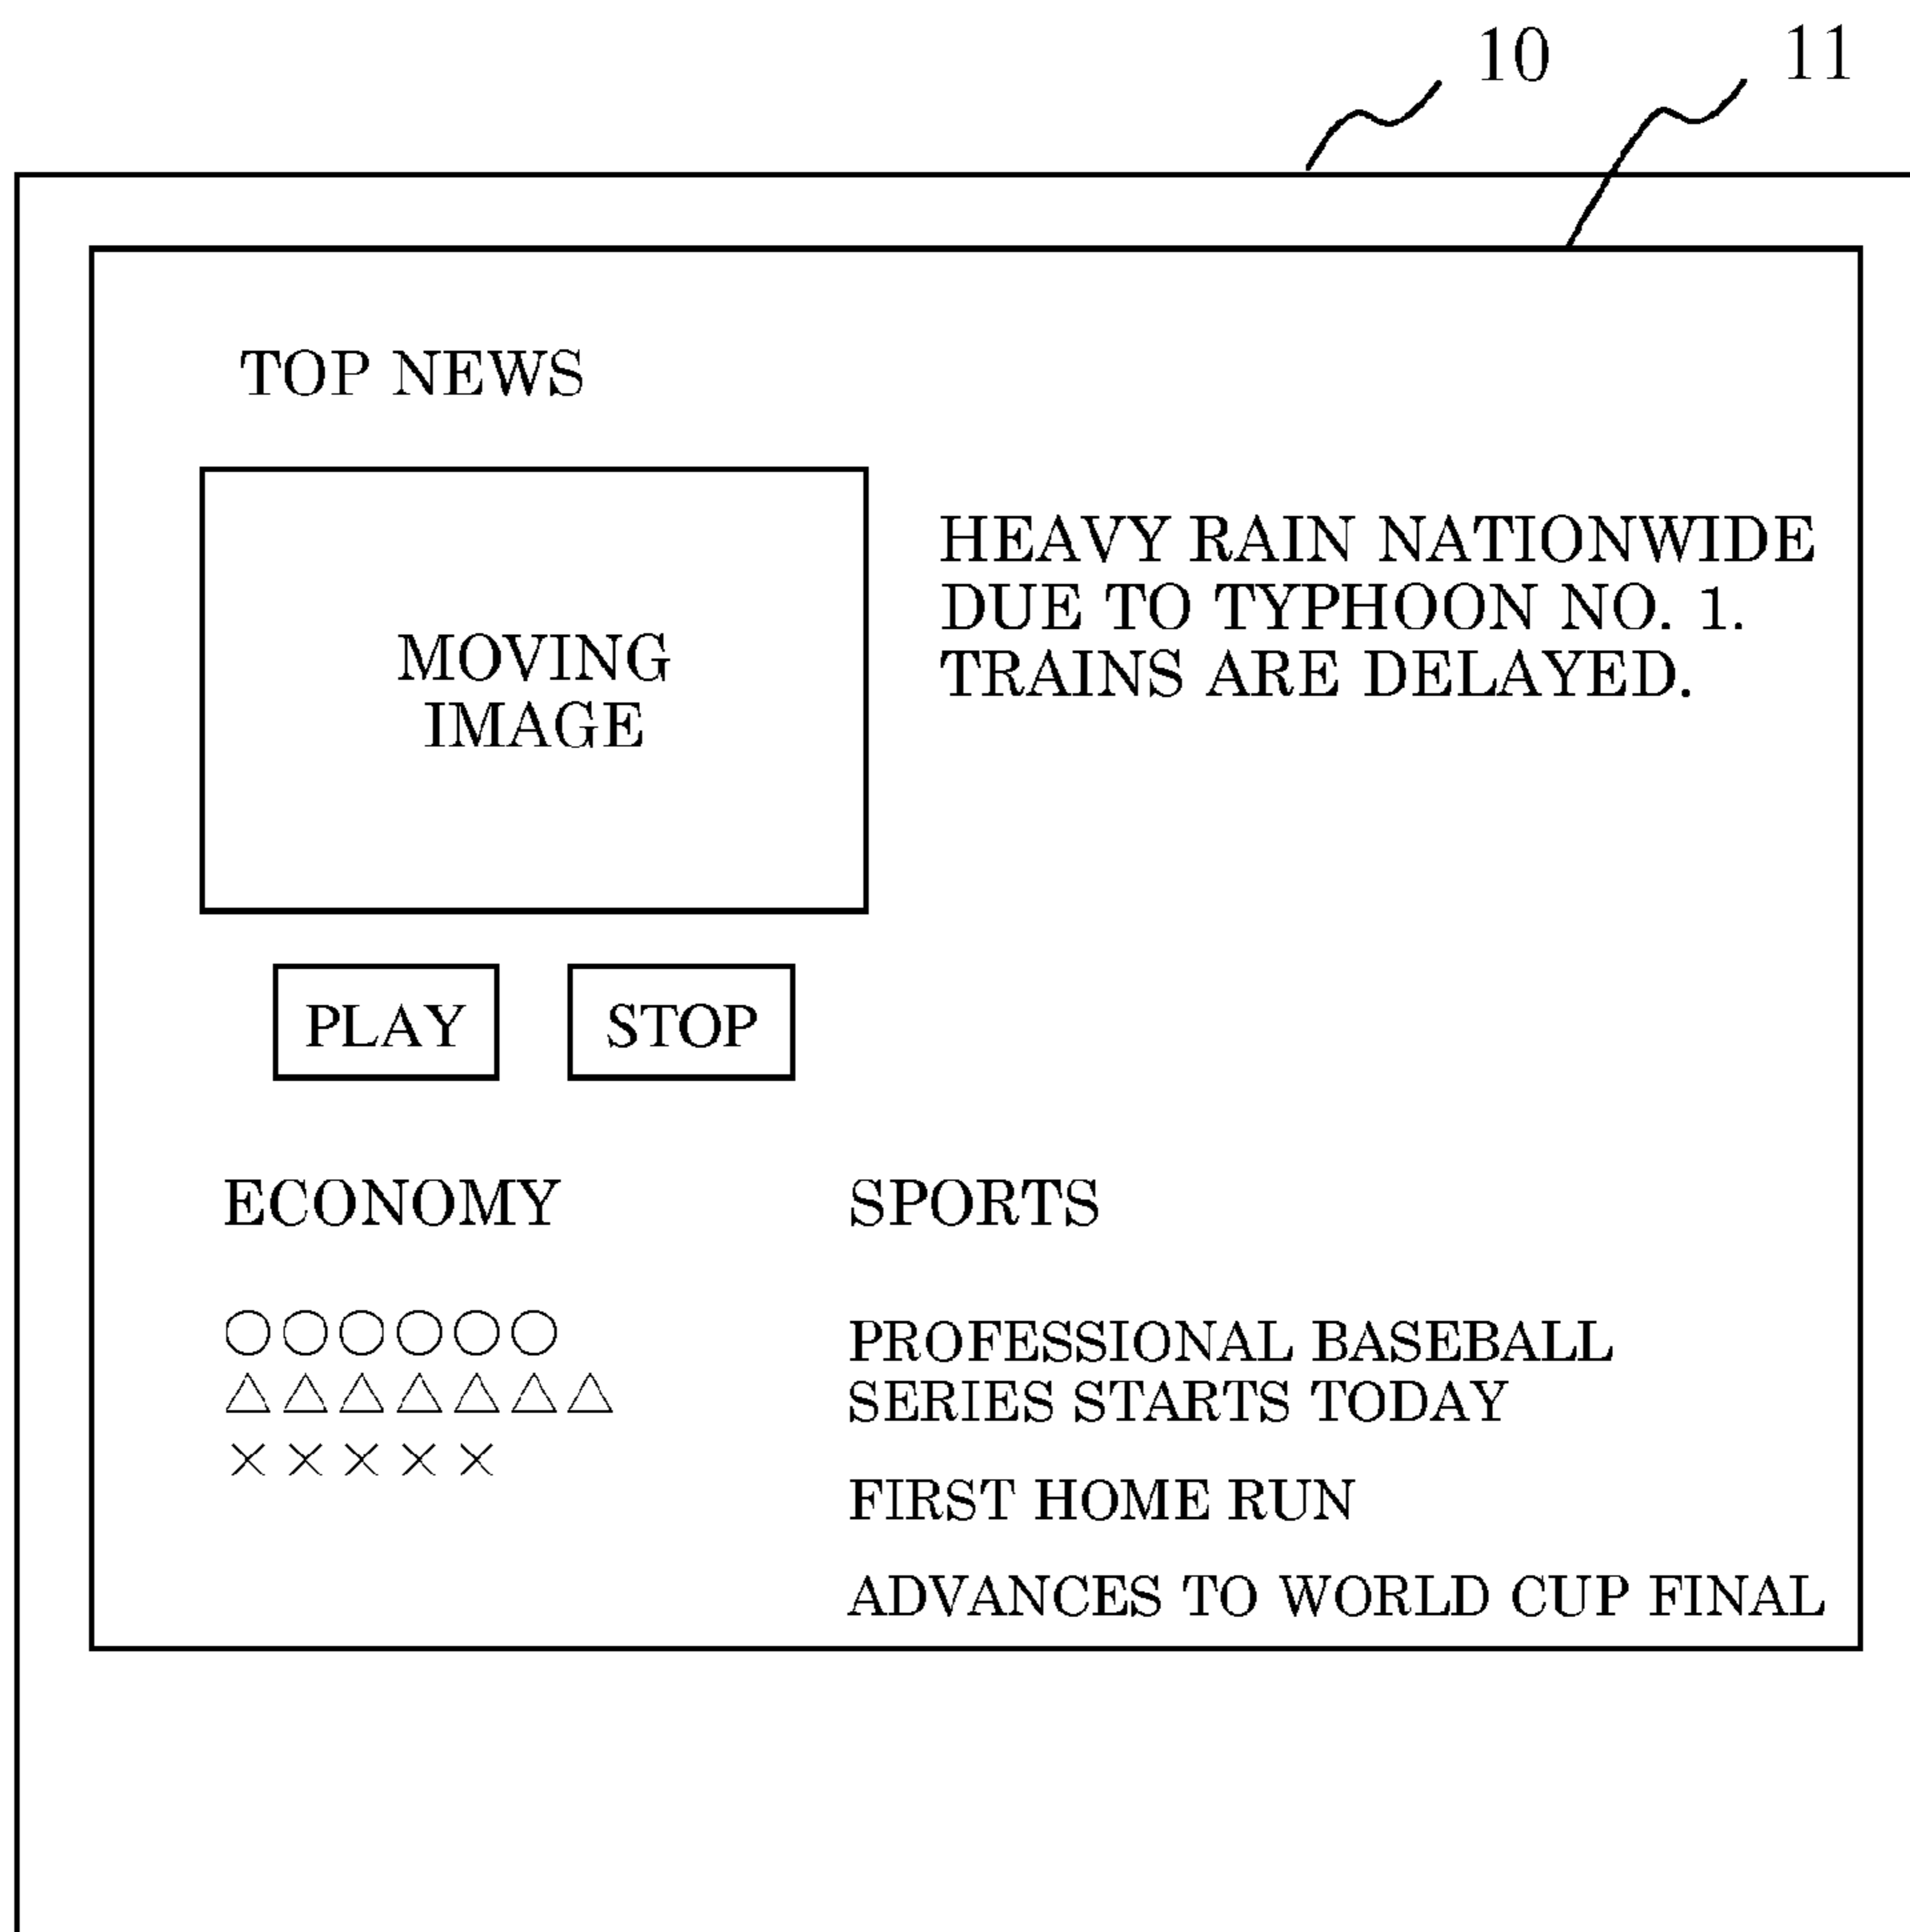 10
11
TOP NEWS
MOVING
IMAGE
HEAVY RAIN NATIONWIDE
DUE TO TYPHOON NO. 1.
TRAINS ARE DELAYED.
PLAY
STOP
ECONOMY
○○○○○○
△△△△△△△
×××××
SPORTS
PROFESSIONAL BASEBALL
SERIES STARTS TODAY
FIRST HOME RUN
ADVANCES TO WORLD CUP FINAL